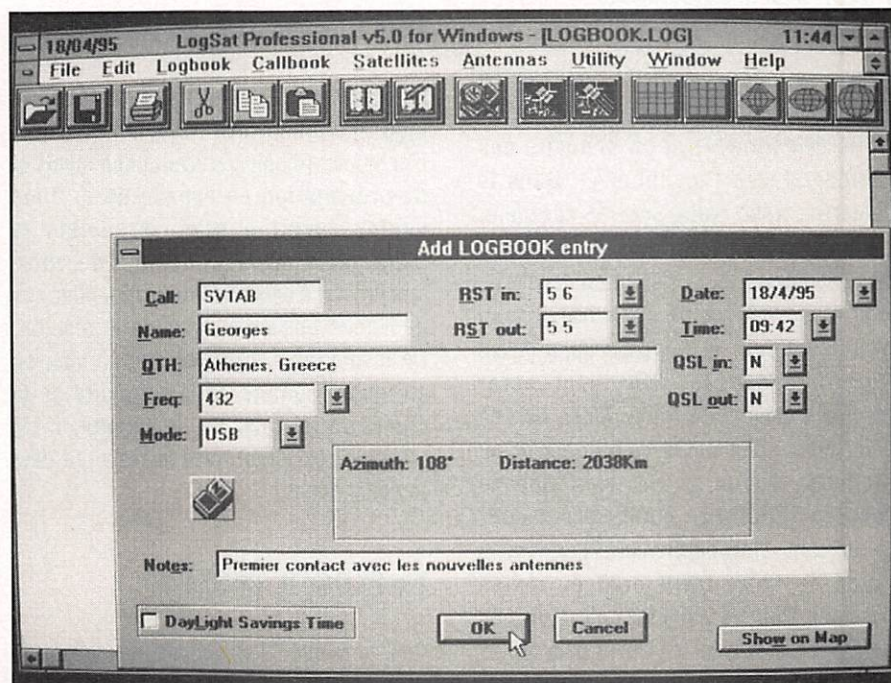 18/04/95 LogSat Professional v5.0 for Windows - [LOGBOOK.LOG] 11:44
File Edit Logbook Callbook Satellites Antennas Utility Window Help
Add LOGBOOK entry
Call: SV1AB RST in: 5 6 Date: 18/4/95
Name: Georges RST out: 5 5 Time: 09:42
QTH: Athenes, Greece QSL in: N
Freq: 432 QSL out: N
Mode: USB
Azimuth: 108° Distance: 2038Km
Notes: Premier contact avec les nouvelles antennes
DayLight Savings Time OK Cancel Show on Map